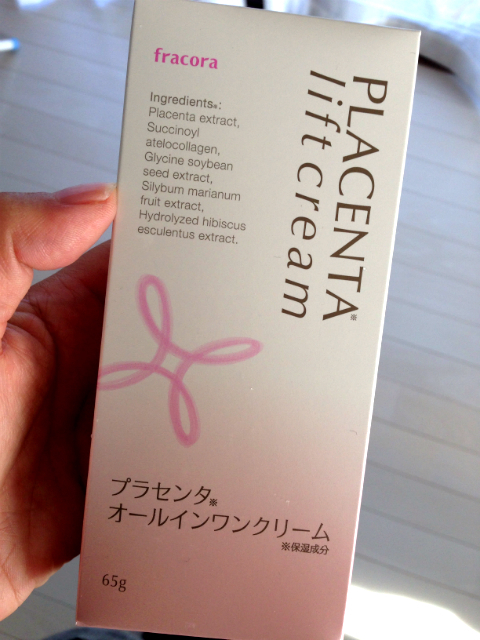 fracora
Ingredients※:
Placenta extract,
Succinoyl
atelocollagen,
Glycine soybean
seed extract,
Silybum marianum
fruit extract,
Hydrolyzed hibiscus
esculentus extract.
PLACENTA※
lift cream
プラセンタ※
オールインワンクリーム
※保湿成分
65g